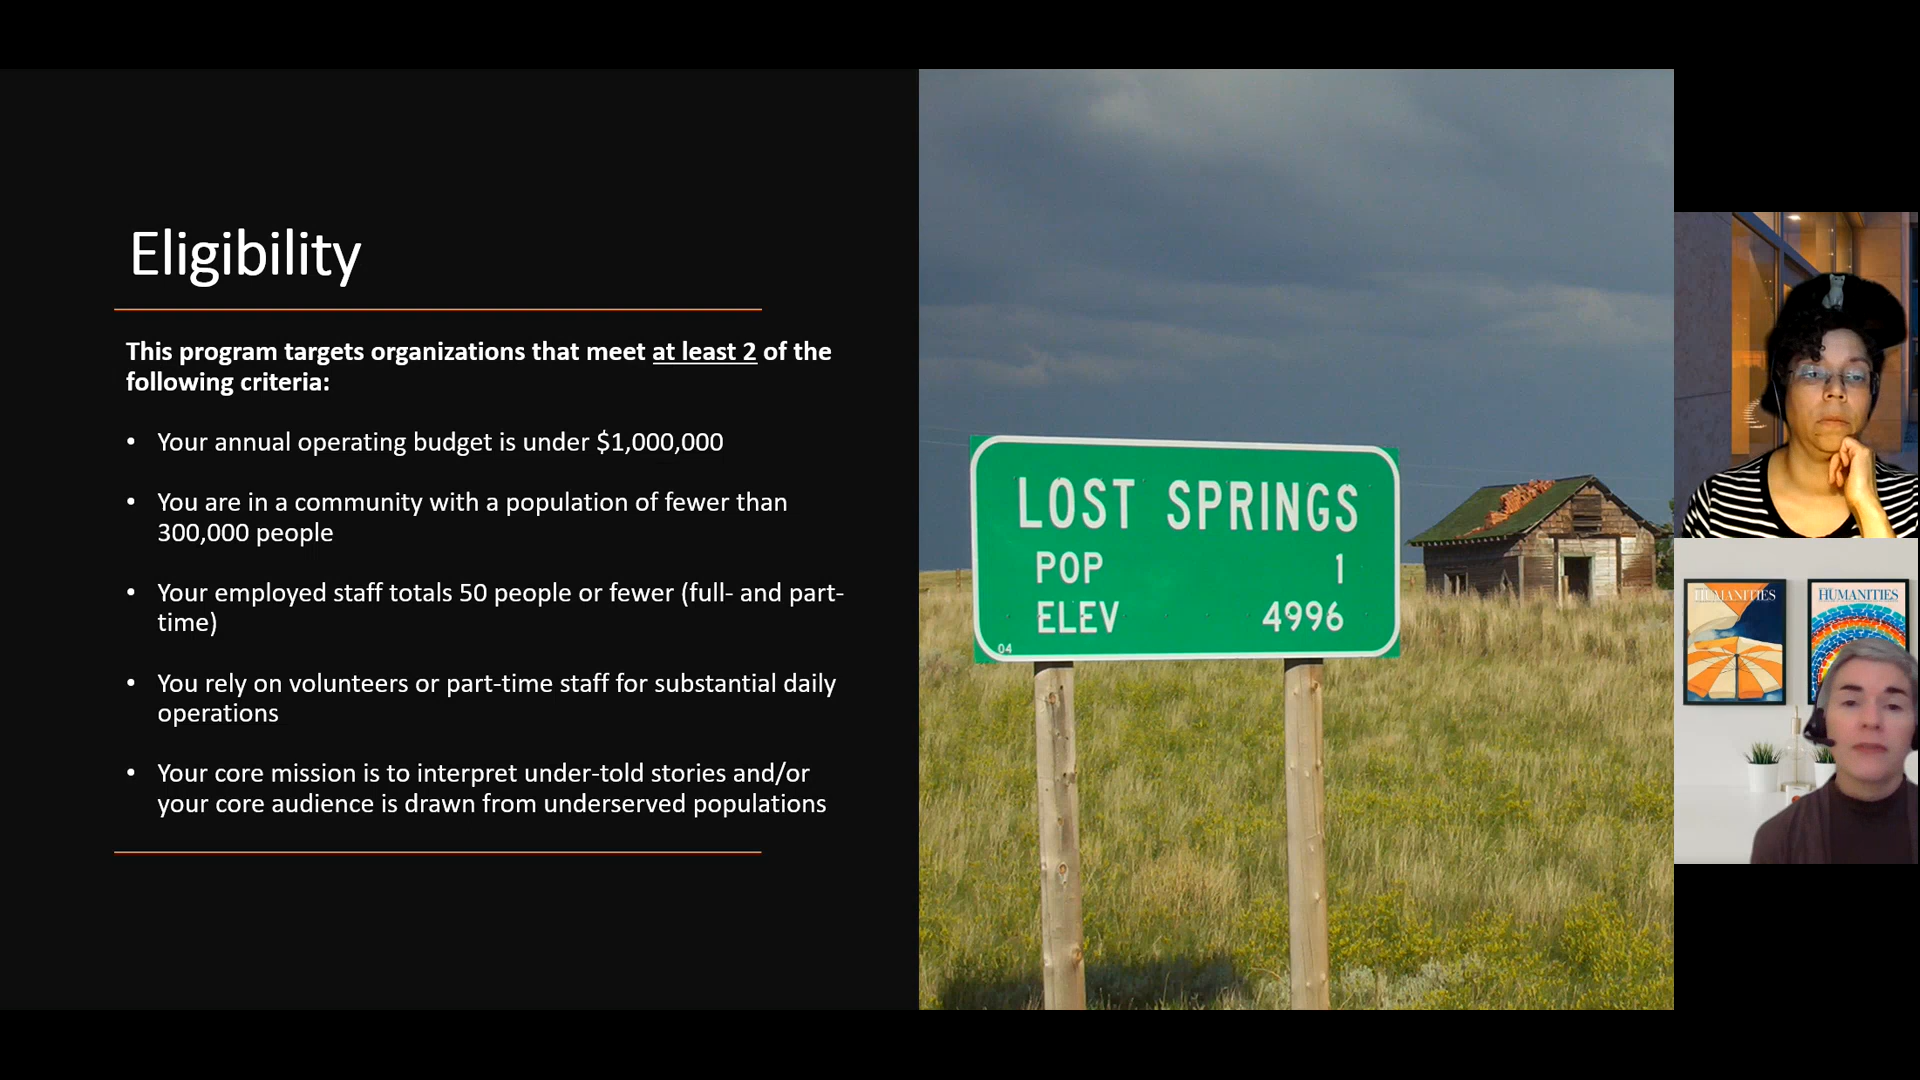 Eligibility
This program targets organizations that meet at least 2 of the
following criteria:
• Your annual operating budget is under $1,000,000
• You are in a community with a population of fewer than
300,000 people
• Your employed staff totals 50 people or fewer (full- and part-
time)
• You rely on volunteers or part-time staff for substantial daily
operations
• Your core mission is to interpret under-told stories and/or
your core audience is drawn from underserved populations
LOST SPRINGS
POP 1
ELEV 4996
04
HUMANITIES
HUMANITIES